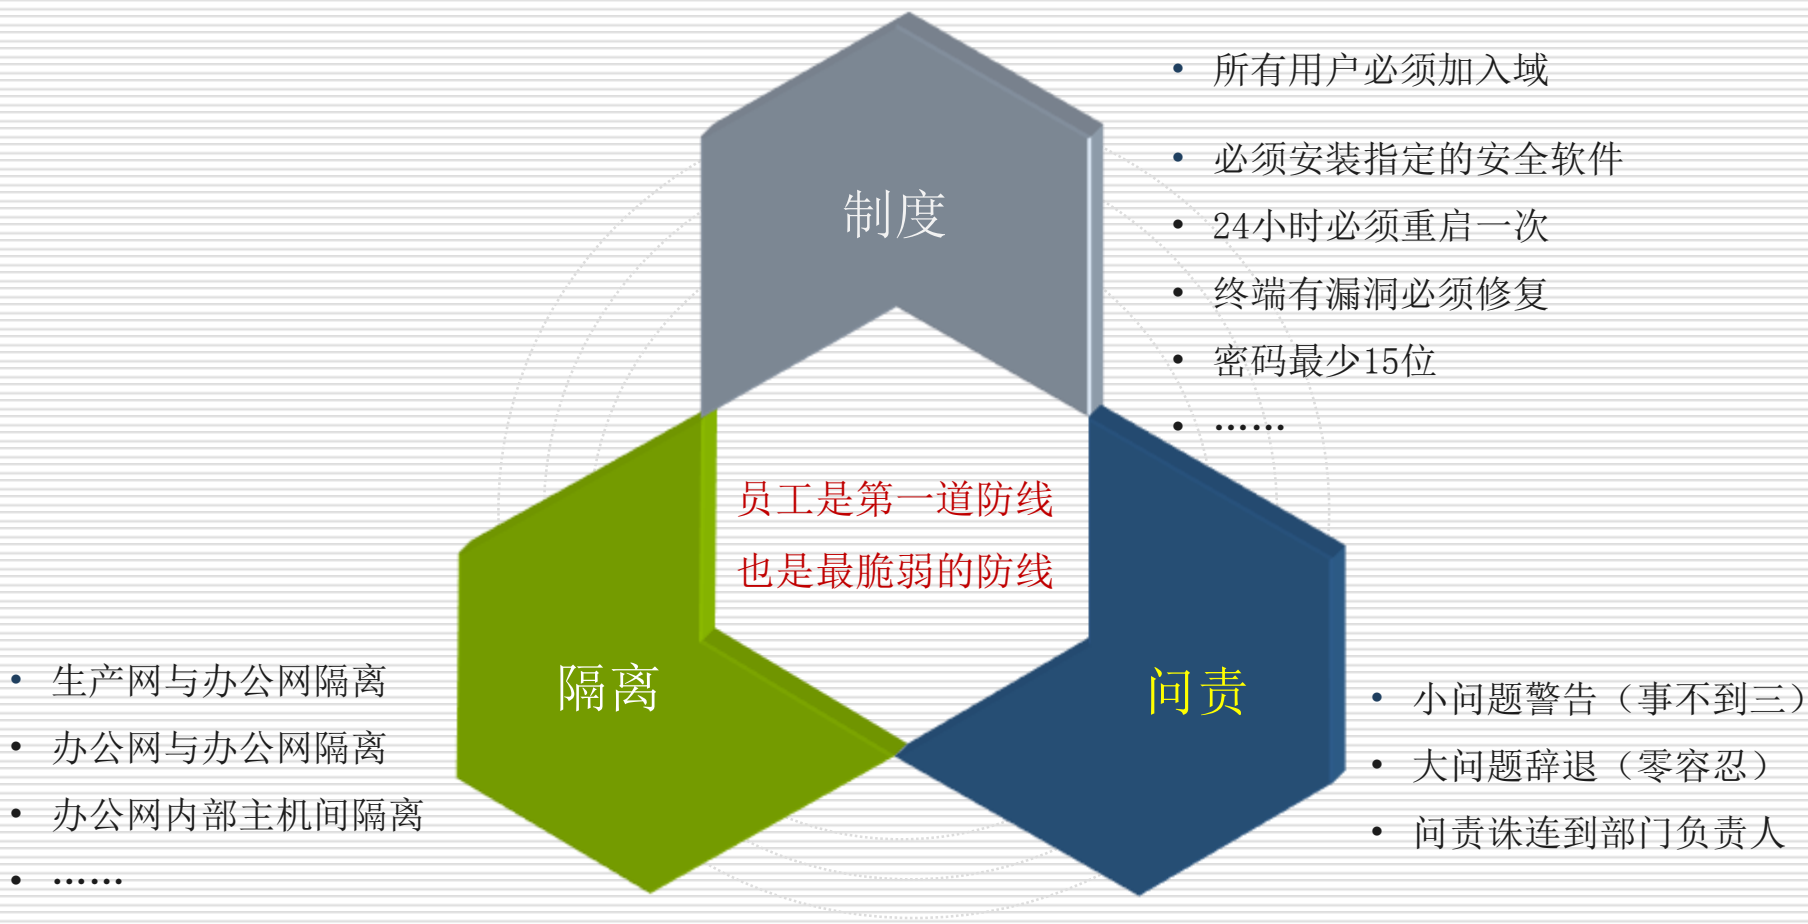 制度
• 所有用户必须加入域
• 必须安装指定的安全软件
• 24小时必须重启一次
• 终端有漏洞必须修复
• 密码最少15位
• ……
员工是第一道防线
也是最脆弱的防线
隔离
• 生产网与办公网隔离
• 办公网与办公网隔离
• 办公网内部主机间隔离
• ……
问责
• 小问题警告（事不到三）
• 大问题辞退（零容忍）
• 问责诛连到部门负责人